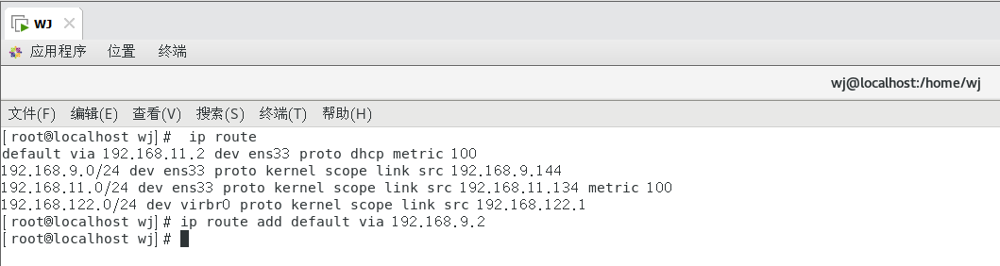 WJ
应用程序 位置 终端
wj@localhost:/home/wj
文件(F) 编辑(E) 查看(V) 搜索(S) 终端(T) 帮助(H)
[root@localhost wj]#  ip route
default via 192.168.11.2 dev ens33 proto dhcp metric 100
192.168.9.0/24 dev ens33 proto kernel scope link src 192.168.9.144
192.168.11.0/24 dev ens33 proto kernel scope link src 192.168.11.134 metric 100
192.168.122.0/24 dev virbr0 proto kernel scope link src 192.168.122.1
[root@localhost wj]# ip route add default via 192.168.9.2
[root@localhost wj]#